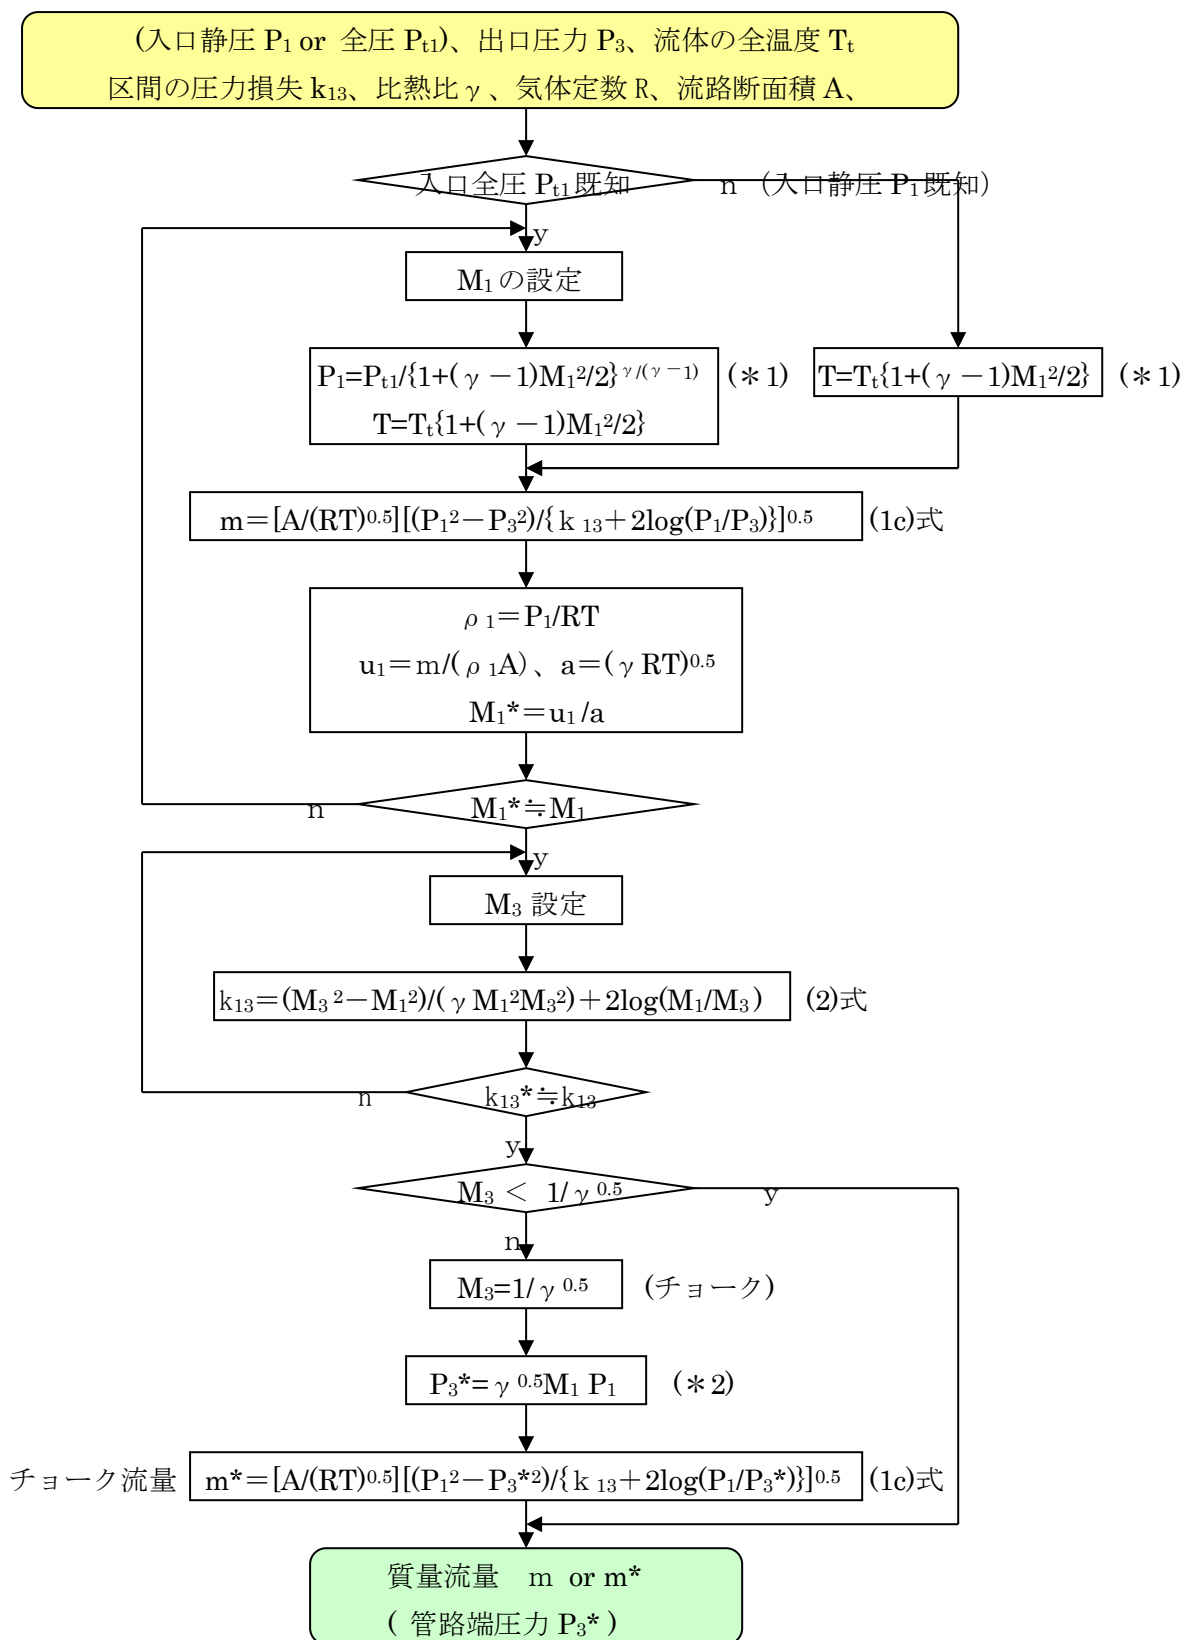 (入口静圧 P₁ or 全圧 Pt₁)、出口圧力 P₃、流体の全温度 Tt
区間の圧力損失 k₁₃、比熱比γ、気体定数 R、流路断面積 A、
入口全圧 Pt₁既知
n (入口静圧 P₁既知)
y
M₁の設定
P₁=Pt₁/{1+(γ－1)M₁²/2}^γ/(γ－1) (＊1)
T=Tt{1+(γ－1)M₁²/2}
T=Tt{1+(γ－1)M₁²/2} (＊1)
m＝[A/(RT)^0.5][(P₁²－P₃²)/{k₁₃＋2log(P₁/P₃)}]^0.5 (1c)式
ρ₁＝P₁/RT
u₁＝m/(ρ₁A)、a＝(γRT)^0.5
M₁*＝u₁/a
M₁*≒M₁
n
y
M₃ 設定
k₁₃＝(M₃²－M₁²)/(γM₁²M₃²)＋2log(M₁/M₃) (2)式
k₁₃*≒k₁₃
n
y
M₃ ＜ 1/γ^0.5
y
n
M₃=1/γ^0.5 (チョーク)
P₃*=γ^0.5M₁ P₁ (＊2)
チョーク流量 m*＝[A/(RT)^0.5][(P₁²－P₃*²)/{k₁₃＋2log(P₁/P₃*)}]^0.5 (1c)式
質量流量 m or m*
( 管路端圧力 P₃* )